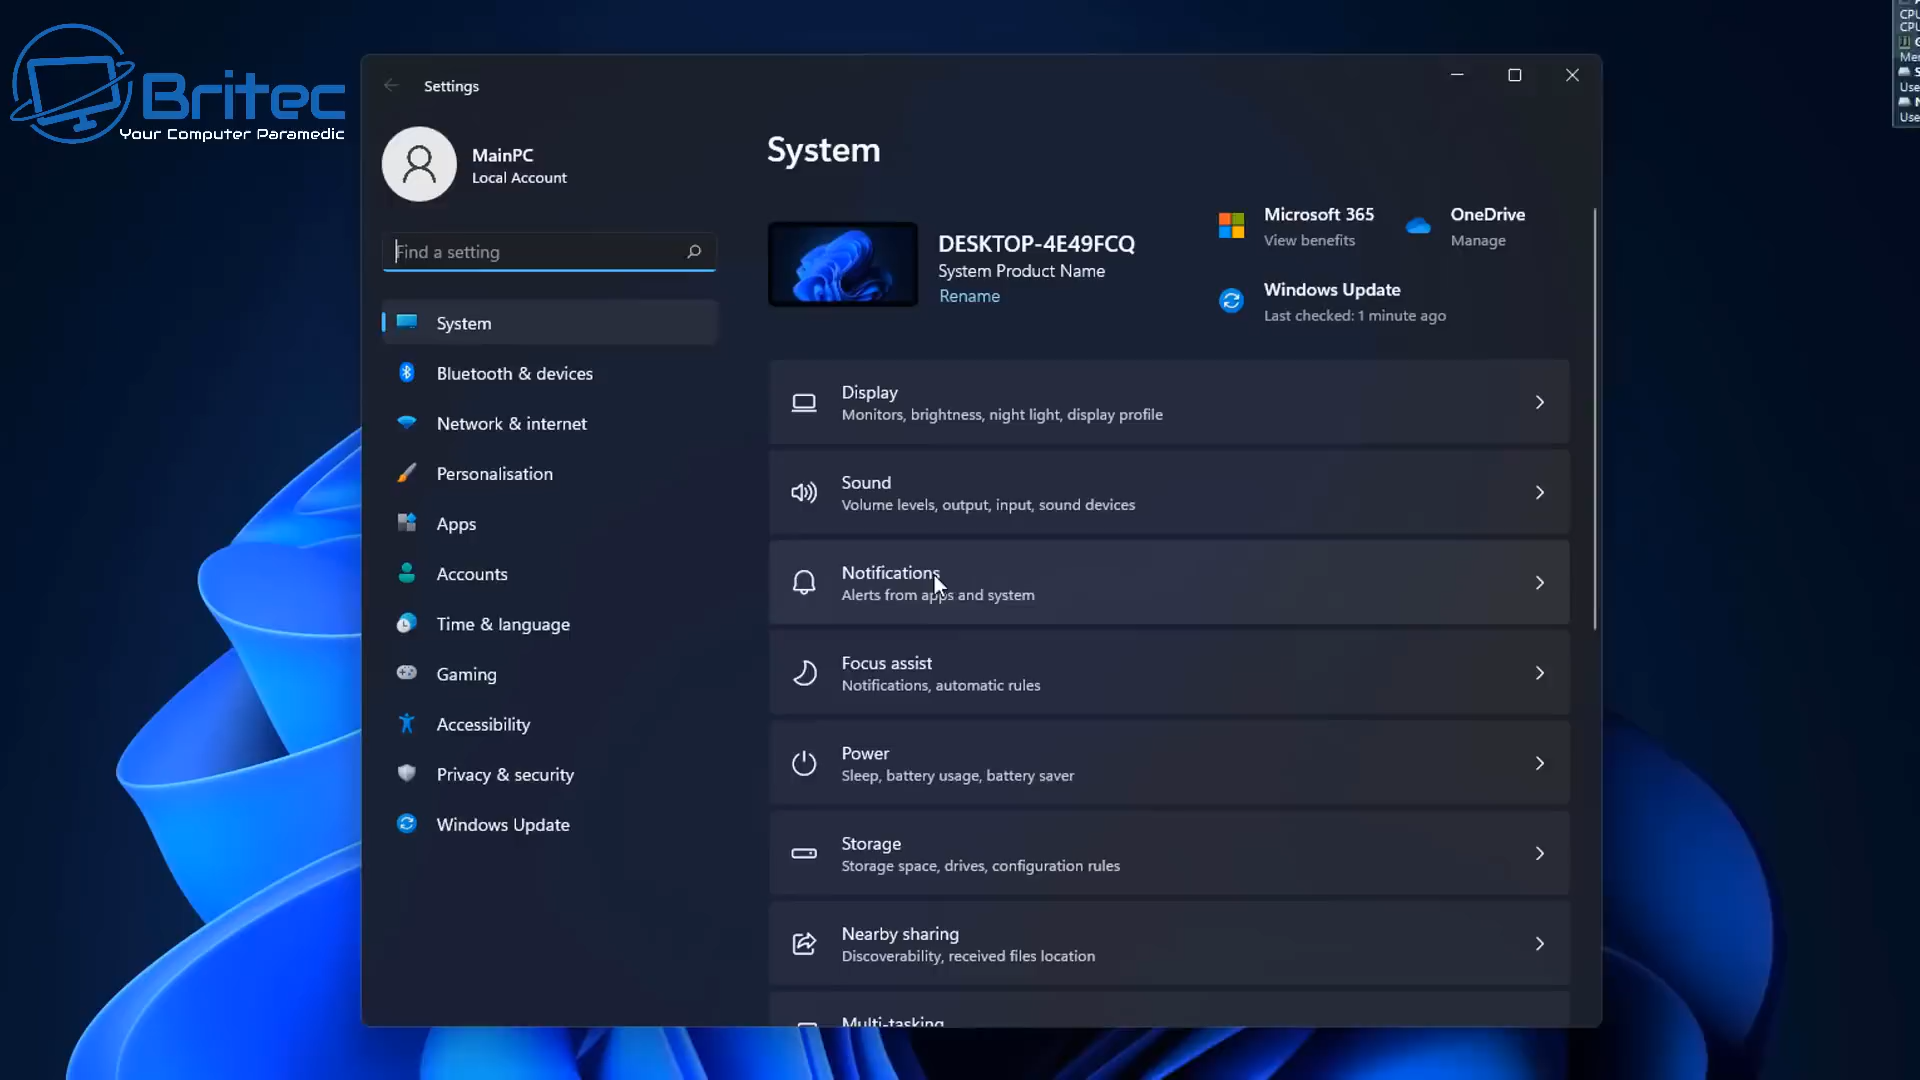 Britec
Your Computer Paramedic
Settings
MainPC
Local Account
Find a setting
System
Bluetooth & devices
Network & internet
Personalisation
Apps
Accounts
Time & language
Gaming
Accessibility
Privacy & security
Windows Update
System
DESKTOP-4E49FCQ
System Product Name
Rename
Microsoft 365
View benefits
OneDrive
Manage
Windows Update
Last checked: 1 minute ago
Display
Monitors, brightness, night light, display profile
Sound
Volume levels, output, input, sound devices
Notifications
Alerts from apps and system
Focus assist
Notifications, automatic rules
Power
Sleep, battery usage, battery saver
Storage
Storage space, drives, configuration rules
Nearby sharing
Discoverability, received files location
Multi-tasking